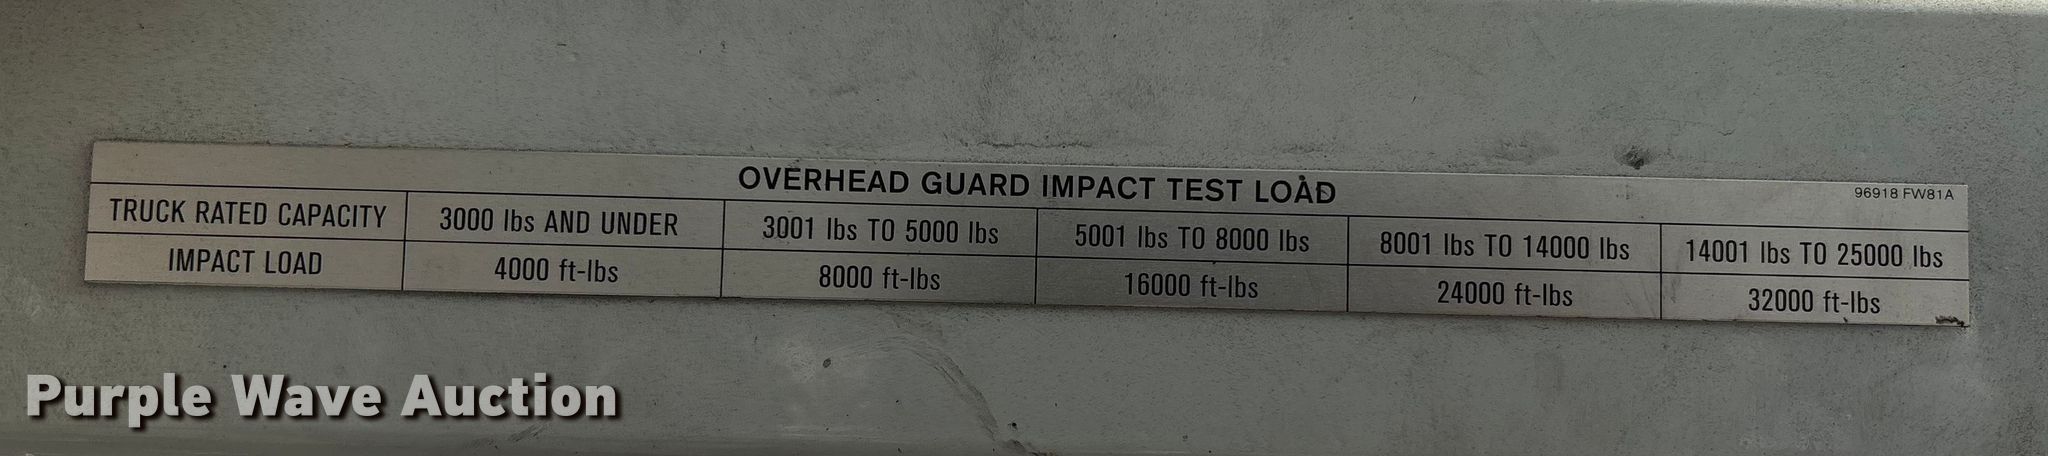 OVERHEAD GUARD IMPACT TEST LOAD 96918 FW81A
TRUCK RATED CAPACITY 3000 lbs AND UNDER 3001 lbs TO 5000 lbs 5001 lbs TO 8000 lbs 8001 lbs TO 14000 lbs 14001 lbs TO 25000 lbs
IMPACT LOAD 4000 ft-lbs 8000 ft-lbs 16000 ft-lbs 24000 ft-lbs 32000 ft-lbs
Purple Wave Auction